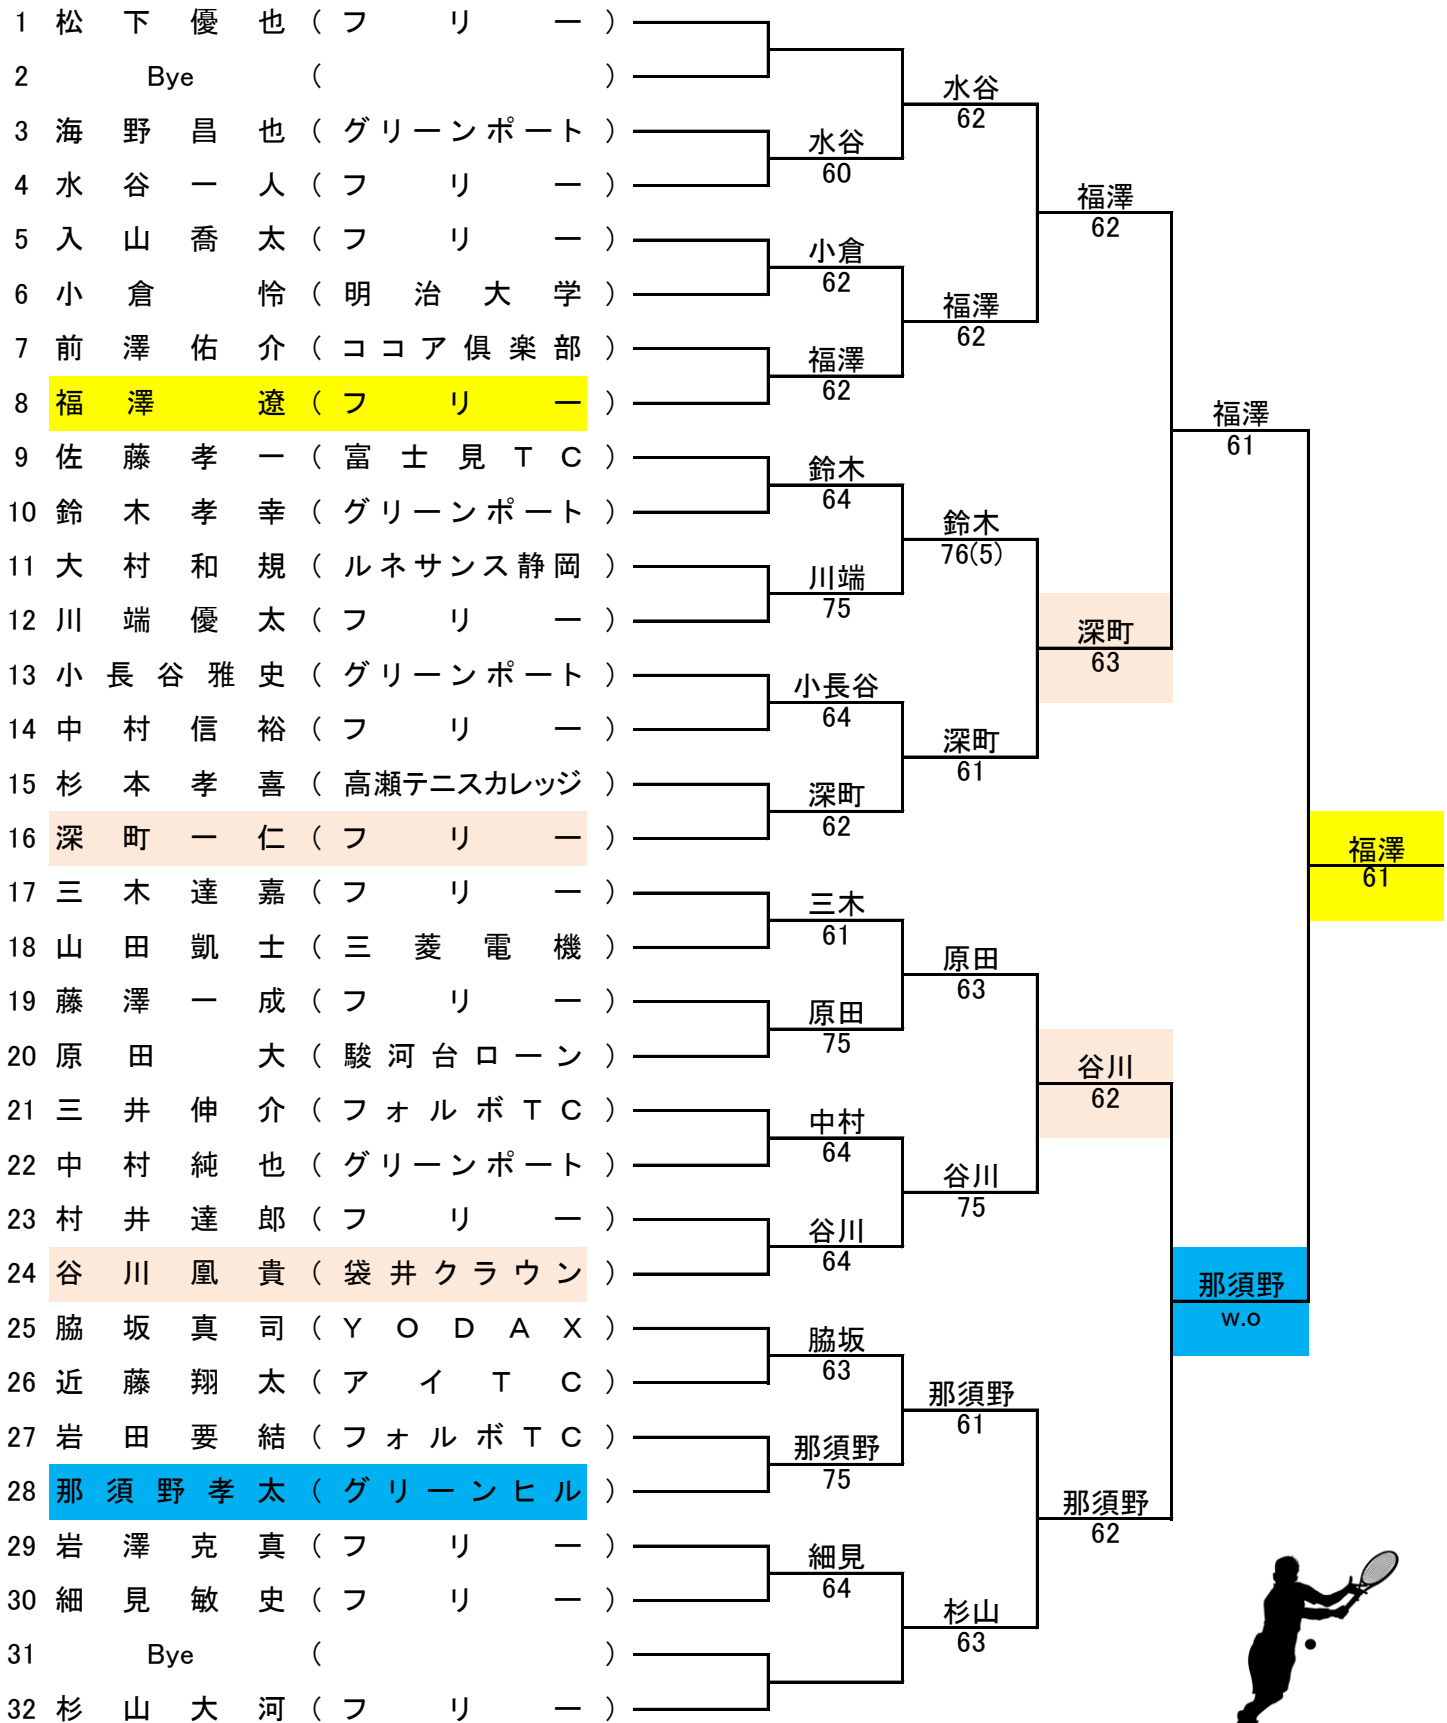 1 松下優也 (フリー)
2 Bye ( )
3 海野昌也 (グリーンポート)
4 水谷一人 (フリー)
5 入山喬太 (フリー)
6 小倉怜 (明治大学)
7 前澤佑介 (ココア倶楽部)
8 福澤遼 (フリー)
9 佐藤孝一 (富士見TC)
10 鈴木孝幸 (グリーンポート)
11 大村和規 (ルネサンス静岡)
12 川端優太 (フリー)
13 小長谷雅史 (グリーンポート)
14 中村信裕 (フリー)
15 杉本孝喜 (高瀬テニスカレッジ)
16 深町一仁 (フリー)
17 三木達嘉 (フリー)
18 山田凱士 (三菱電機)
19 藤澤一成 (フリー)
20 原田大 (駿河台ローン)
21 三井伸介 (フォルボTC)
22 中村純也 (グリーンポート)
23 村井達郎 (フリー)
24 谷川凰貴 (袋井クラウン)
25 脇坂真司 (YODAX)
26 近藤翔太 (アイTC)
27 岩田要結 (フォルボTC)
28 那須野孝太 (グリーンヒル)
29 岩澤克真 (フリー)
30 細見敏史 (フリー)
31 Bye ( )
32 杉山大河 (フリー)
水谷
60
小倉
62
福澤
62
鈴木
64
川端
75
小長谷
64
深町
62
三木
61
原田
75
中村
64
谷川
64
脇坂
63
那須野
75
細見
64
水谷
62
福澤
62
鈴木
76(5)
深町
61
原田
63
谷川
75
那須野
61
杉山
63
福澤
62
深町
63
谷川
62
那須野
62
福澤
61
那須野
w.o
福澤
61